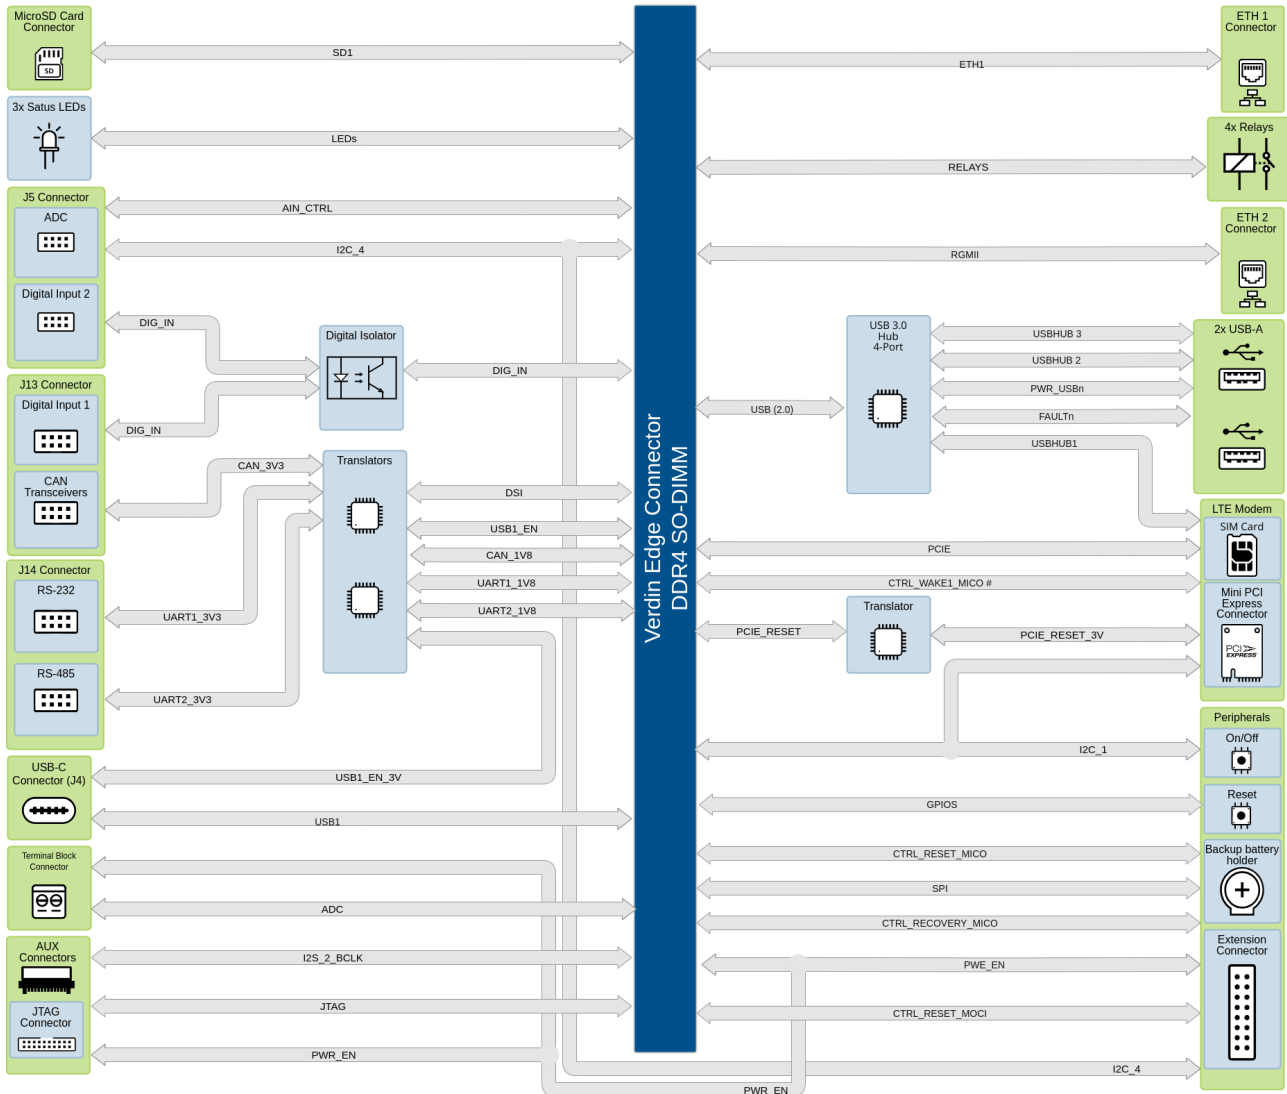 MicroSD Card
Connector
SD
SD1
3x Satus LEDs
LEDs
J5 Connector
ADC
AIN_CTRL
I2C_4
Digital Input 2
DIG_IN
Digital Isolator
DIG_IN
J13 Connector
Digital Input 1
DIG_IN
CAN
Transceivers
CAN_3V3
Translators
DSI
USB1_EN
CAN_1V8
UART1_1V8
UART2_1V8
J14 Connector
RS-232
UART1_3V3
RS-485
UART2_3V3
USB-C
Connector (J4)
USB1_EN_3V
USB1
Terminal Block
Connector
ADC
AUX
Connectors
I2S_2_BCLK
JTAG
Connector
JTAG
PWR_EN
Verdin Edge Connector
DDR4 SO-DIMM
ETH 1
Connector
ETH1
4x Relays
RELAYS
ETH 2
Connector
RGMII
USB 3.0
Hub
4-Port
USB (2.0)
2x USB-A
USBHUB 3
USBHUB 2
PWR_USBn
FAULTn
USBHUB1
LTE Modem
SIM Card
PCIE
CTRL_WAKE1_MICO #
Mini PCI
Express
Connector
PCI
EXPRESS
Translator
PCIE_RESET
PCIE_RESET_3V
Peripherals
On/Off
I2C_1
Reset
GPIOS
Backup battery
holder
CTRL_RESET_MICO
SPI
CTRL_RECOVERY_MICO
Extension
Connector
PWE_EN
CTRL_RESET_MOCI
I2C_4
PWR_EN